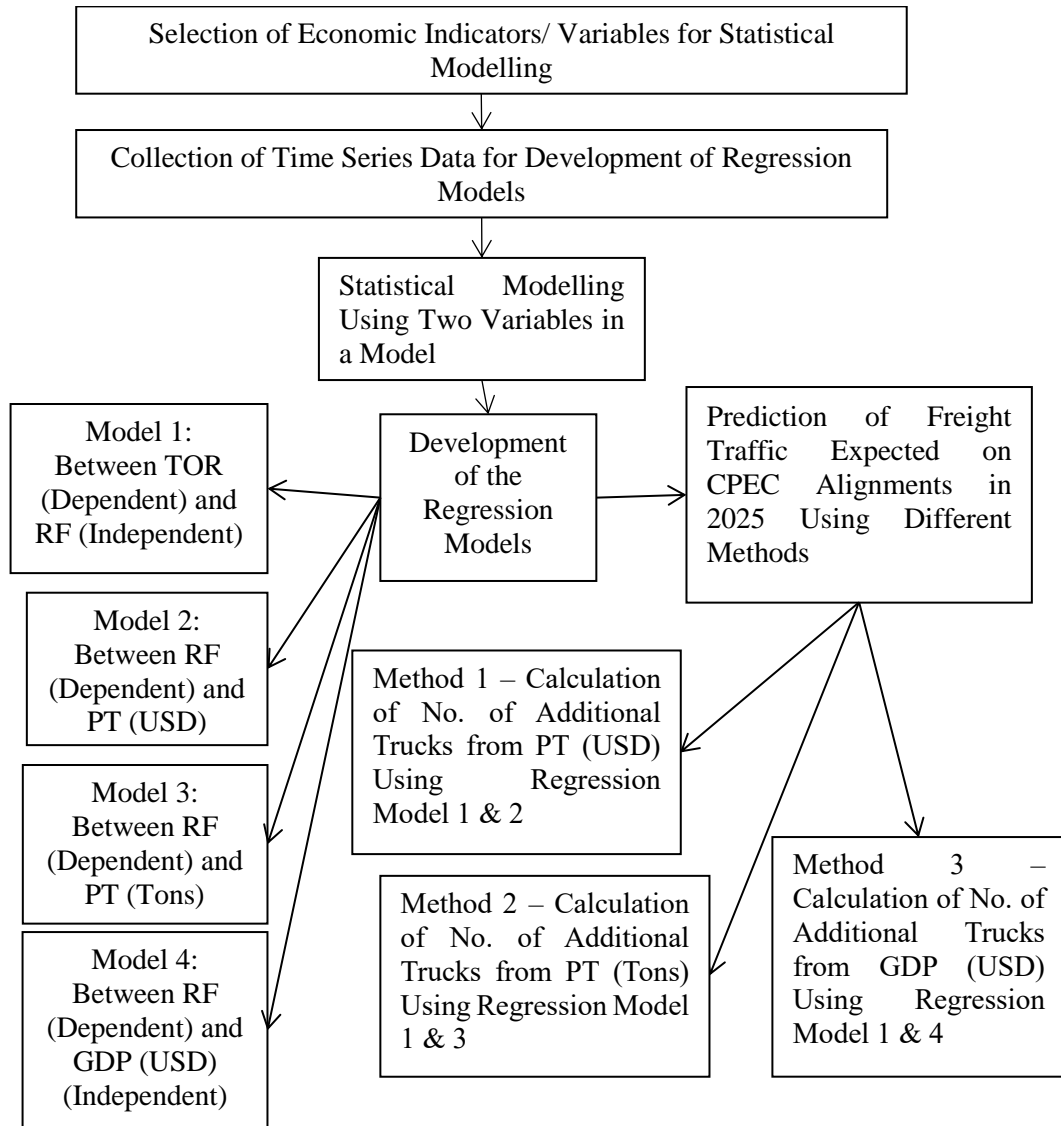 Selection of Economic Indicators/ Variables for Statistical
Modelling
Collection of Time Series Data for Development of Regression
Models
Statistical Modelling
Using Two Variables in
a Model
Development
of the
Regression
Models
Prediction of Freight
Traffic Expected on
CPEC Alignments in
2025 Using Different
Methods
Model 1:
Between TOR
(Dependent) and
RF (Independent)
Model 2:
Between RF
(Dependent) and
PT (USD)
Model 3:
Between RF
(Dependent) and
PT (Tons)
Model 4:
Between RF
(Dependent) and
GDP (USD)
(Independent)
Method 1 – Calculation
of No. of Additional
Trucks from PT (USD)
Using Regression
Model 1 & 2
Method 2 – Calculation
of No. of Additional
Trucks from PT (Tons)
Using Regression Model
1 & 3
Method 3 –
Calculation of No. of
Additional Trucks
from GDP (USD)
Using Regression
Model 1 & 4